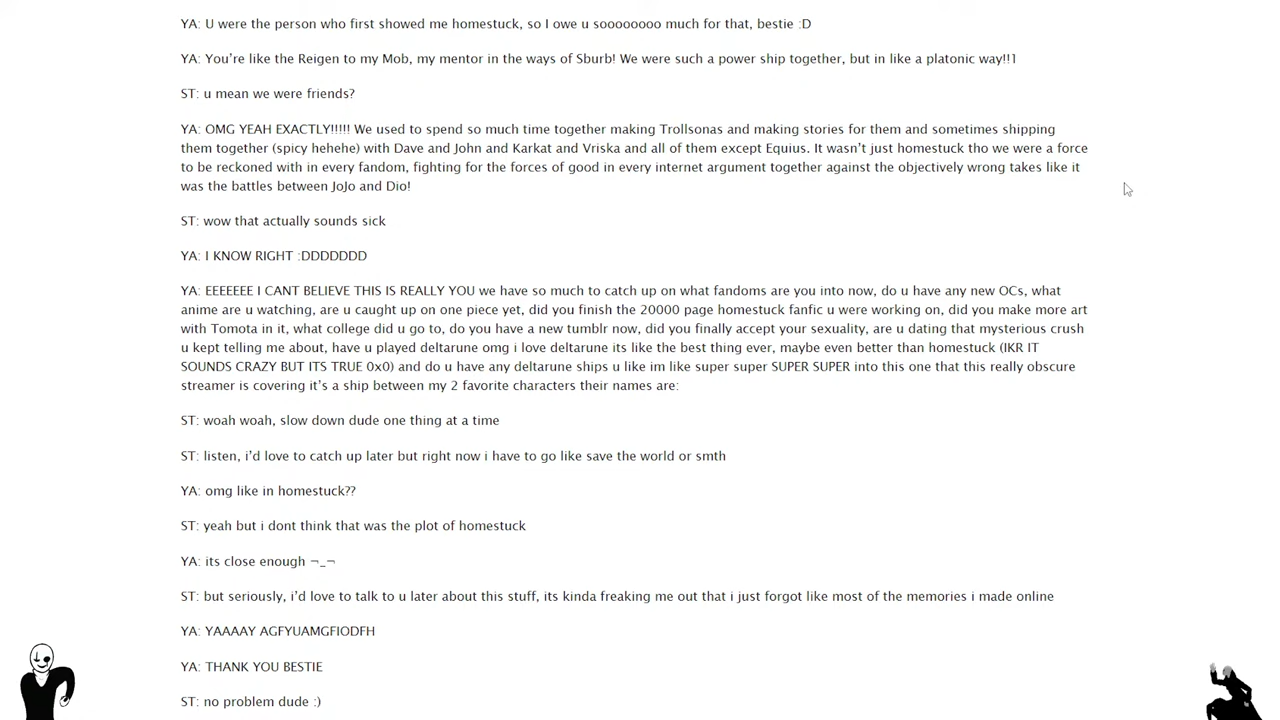 YA: U were the person who first showed me homestuck, so I owe u soooooooo much for that, bestie :D
YA: You’re like the Reigen to my Mob, my mentor in the ways of Sburb! We were such a power ship together, but in like a platonic way!!1
ST: u mean we were friends?
YA: OMG YEAH EXACTLY!!!!! We used to spend so much time together making Trollsonas and making stories for them and sometimes shipping
them together (spicy hehehe) with Dave and John and Karkat and Vriska and all of them except Equius. It wasn’t just homestuck tho we were a force
to be reckoned with in every fandom, fighting for the forces of good in every internet argument together against the objectively wrong takes like it
was the battles between JoJo and Dio!
ST: wow that actually sounds sick
YA: I KNOW RIGHT :DDDDDDD
YA: EEEEEEE I CANT BELIEVE THIS IS REALLY YOU we have so much to catch up on what fandoms are you into now, do u have any new OCs, what
anime are u watching, are u caught up on one piece yet, did you finish the 20000 page homestuck fanfic u were working on, did you make more art
with Tomota in it, what college did u go to, do you have a new tumblr now, did you finally accept your sexuality, are u dating that mysterious crush
u kept telling me about, have u played deltarune omg i love deltarune its like the best thing ever, maybe even better than homestuck (IKR IT
SOUNDS CRAZY BUT ITS TRUE 0x0) and do u have any deltarune ships u like im like super super SUPER SUPER into this one that this really obscure
streamer is covering it’s a ship between my 2 favorite characters their names are:
ST: woah woah, slow down dude one thing at a time
ST: listen, i’d love to catch up later but right now i have to go like save the world or smth
YA: omg like in homestuck??
ST: yeah but i dont think that was the plot of homestuck
YA: its close enough ¬_¬
ST: but seriously, i’d love to talk to u later about this stuff, its kinda freaking me out that i just forgot like most of the memories i made online
YA: YAAAAY AGFYUAMGFIODFH
YA: THANK YOU BESTIE
ST: no problem dude :)